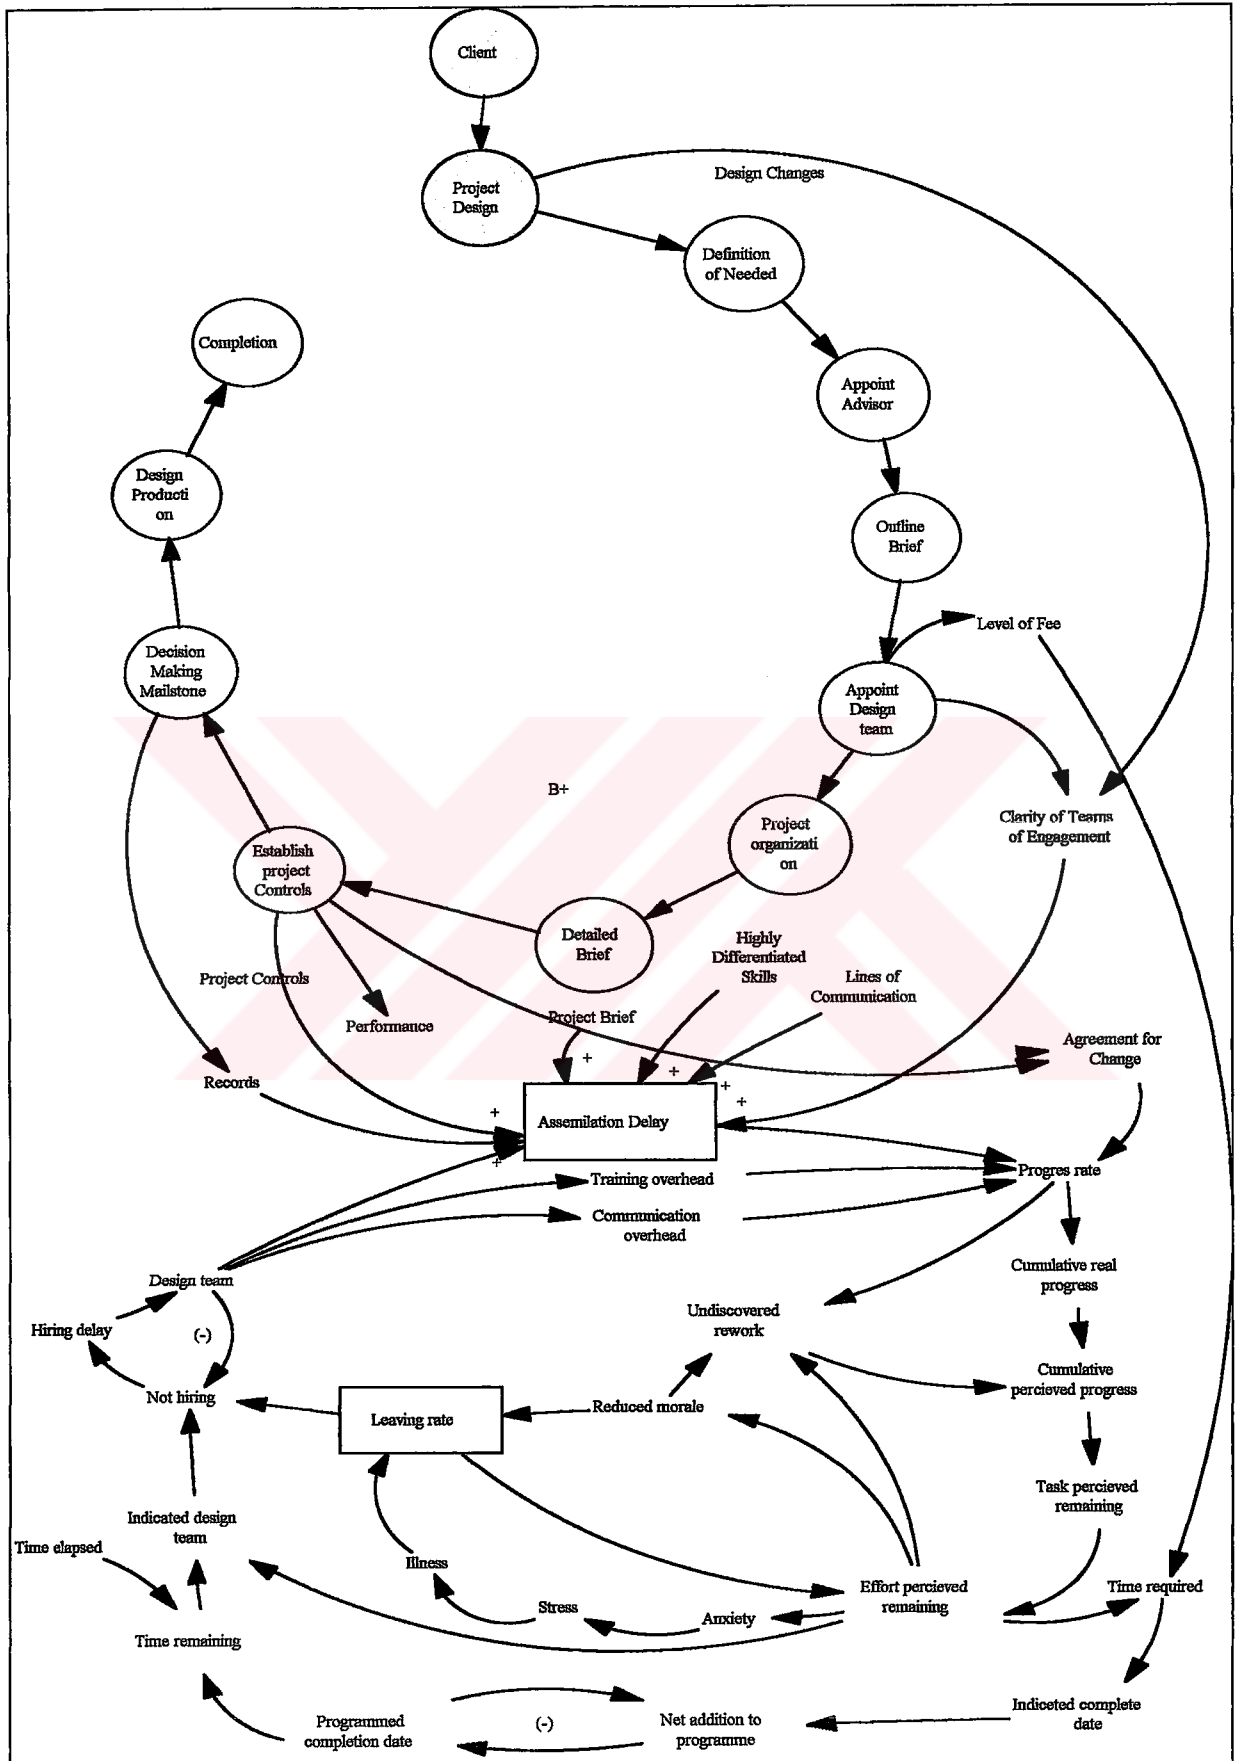 Client
Project
Design
Design Changes
Definition
of Needed
Completion
Appoint
Advisor
Design
Producti
on
Outline
Brief
Level of Fee
Decision
Making
Mailstone
Appoint
Design
team
B+
Clarity of Teams
of Engagement
Project
organizati
on
Establish
project
Controls
Detailed
Brief
Highly
Differentiated
Skills
Lines of
Communication
Project Controls
Performance
Project Brief
Agreement for
Change
+
+
+
+
Records
+
Assemilation Delay
+
Training overhead
Progres rate
Communication
overhead
Design team
Cumulative real
progress
Undiscovered
rework
Hiring delay
(-)
Cumulative
percieved progress
Not hiring
Leaving rate
Reduced morale
Task percieved
remaining
Indicated design
team
Time elapsed
Illness
Effort percieved
remaining
Time required
Stress
Anxiety
Time remaining
Indiceted complete
date
Programmed
completion date
(-)
Net addition to
programme